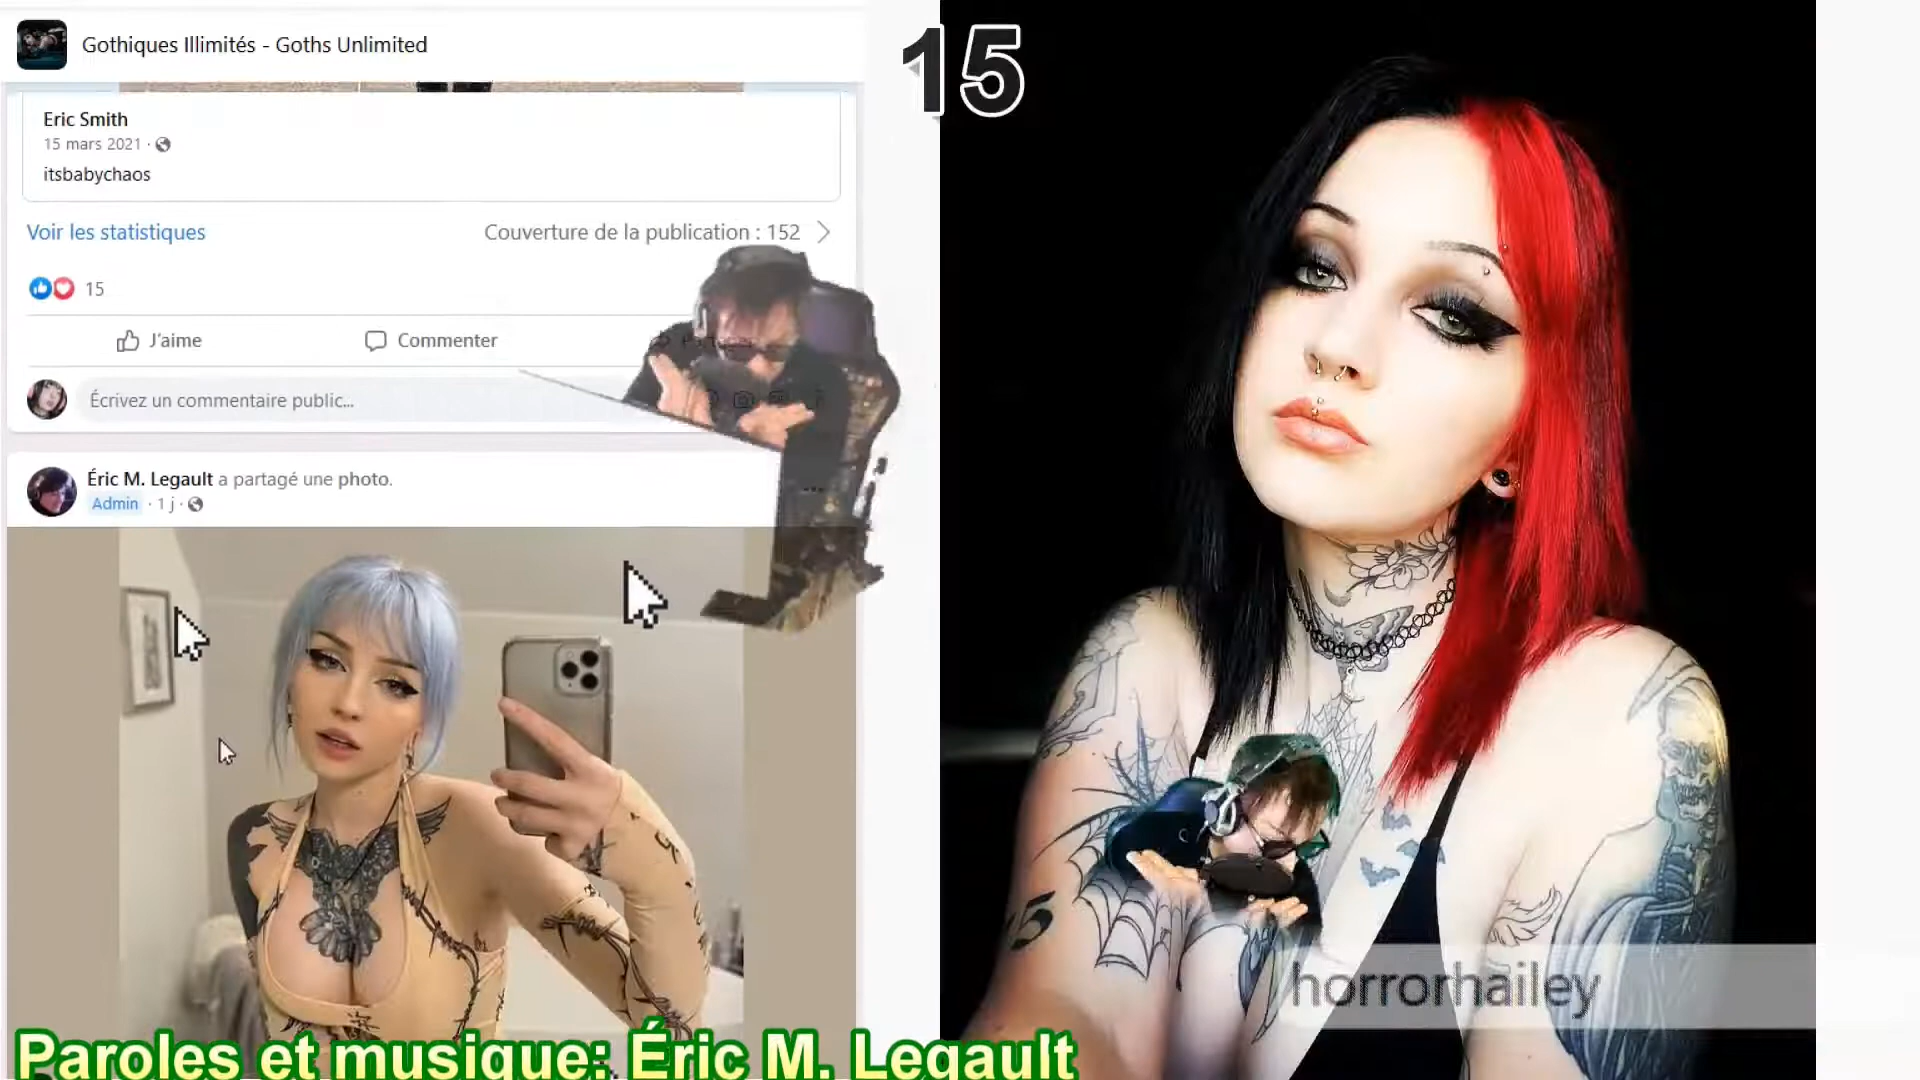 Gothiques Illimités - Goths Unlimited
15
Eric Smith
15 mars 2021 ·
itsbabychaos
Voir les statistiques
Couverture de la publication : 152
15
J'aime
Commenter
Partager
Écrivez un commentaire public...
Éric M. Legault a partagé une photo.
Admin · 1 j ·
horrorhailey
Paroles et musique: Éric M. Legault